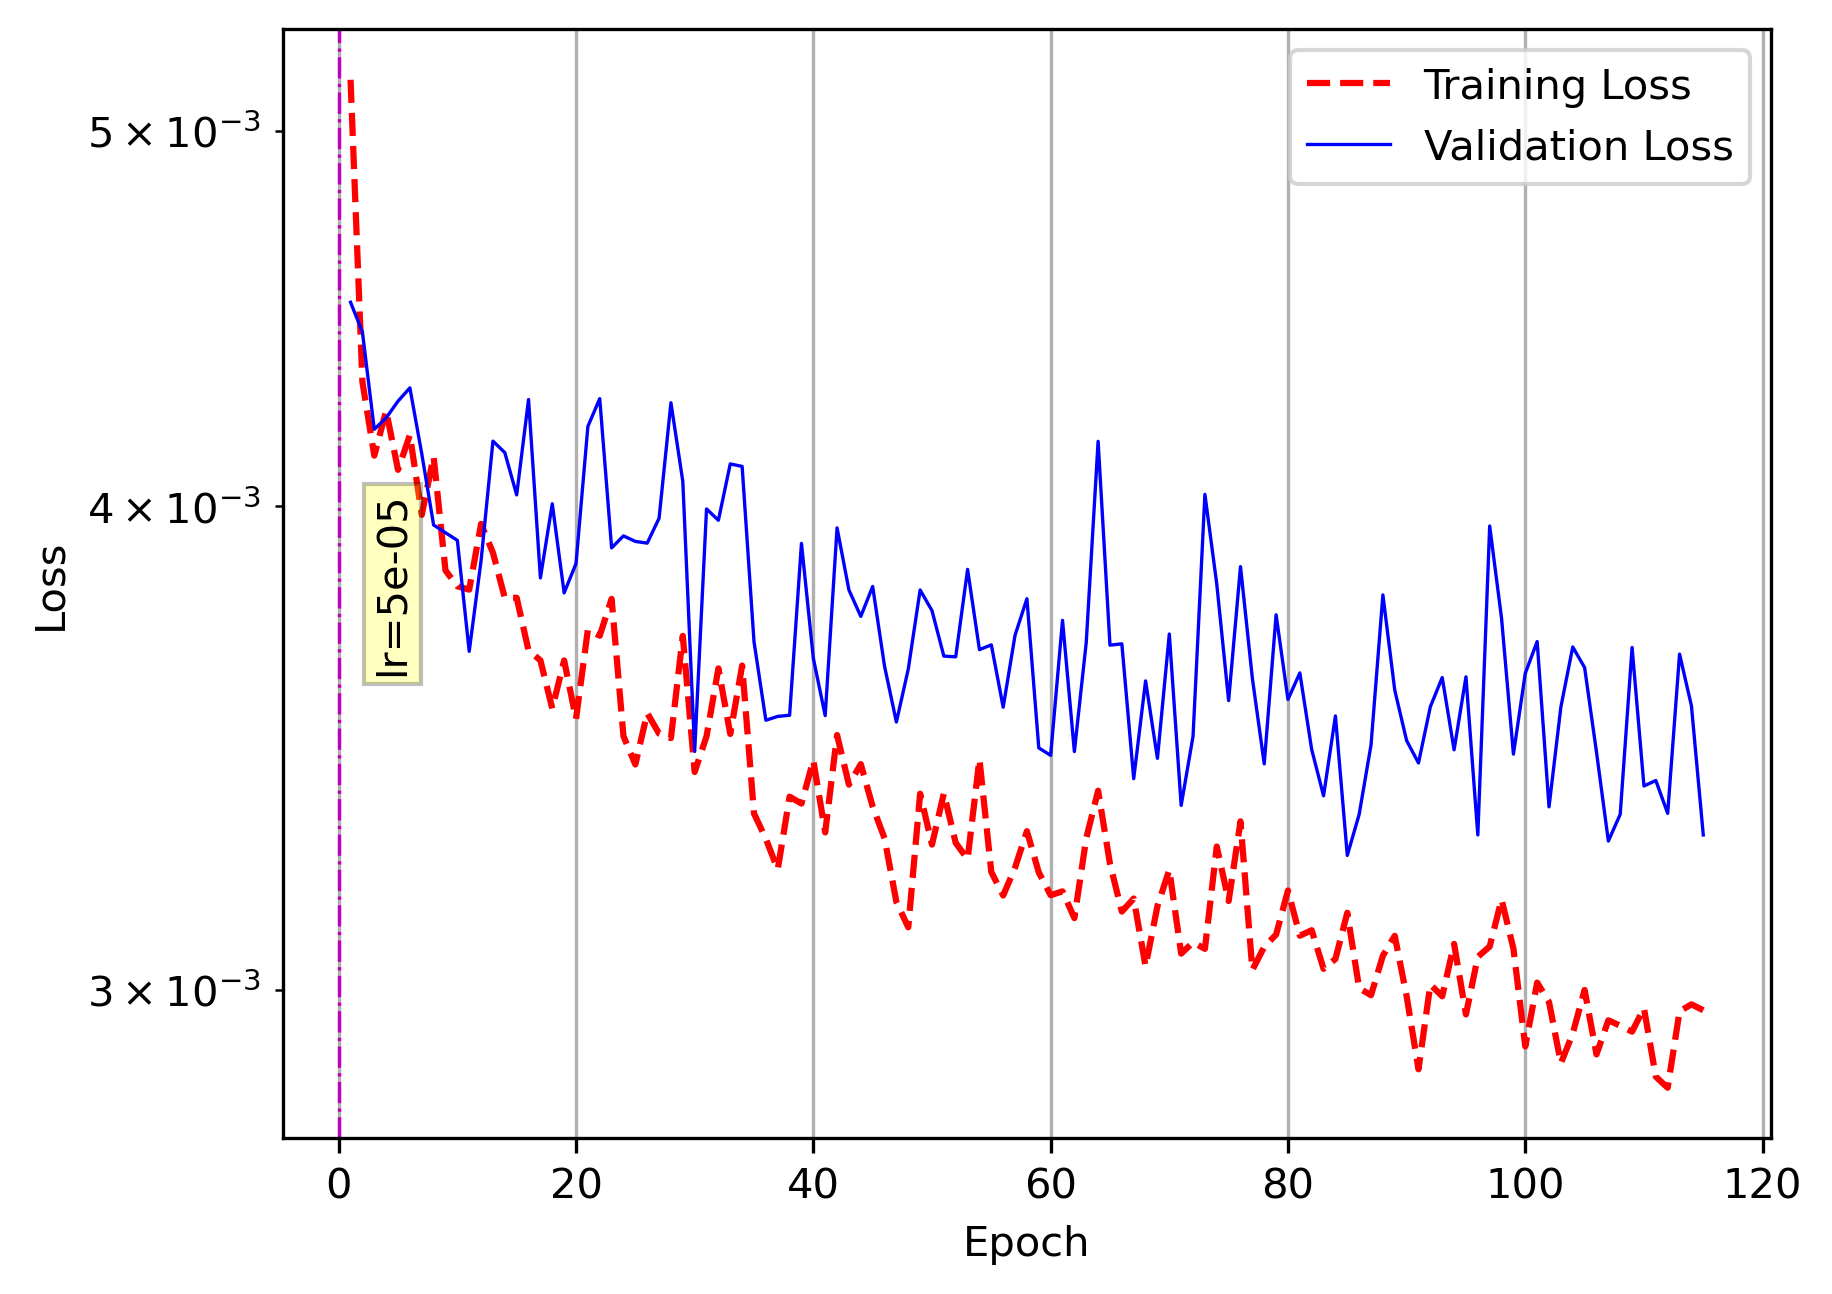 Training Loss
Validation Loss
5 × 10⁻³
4 × 10⁻³
3 × 10⁻³
Loss
lr=5e-05
0 20 40 60 80 100 120
Epoch